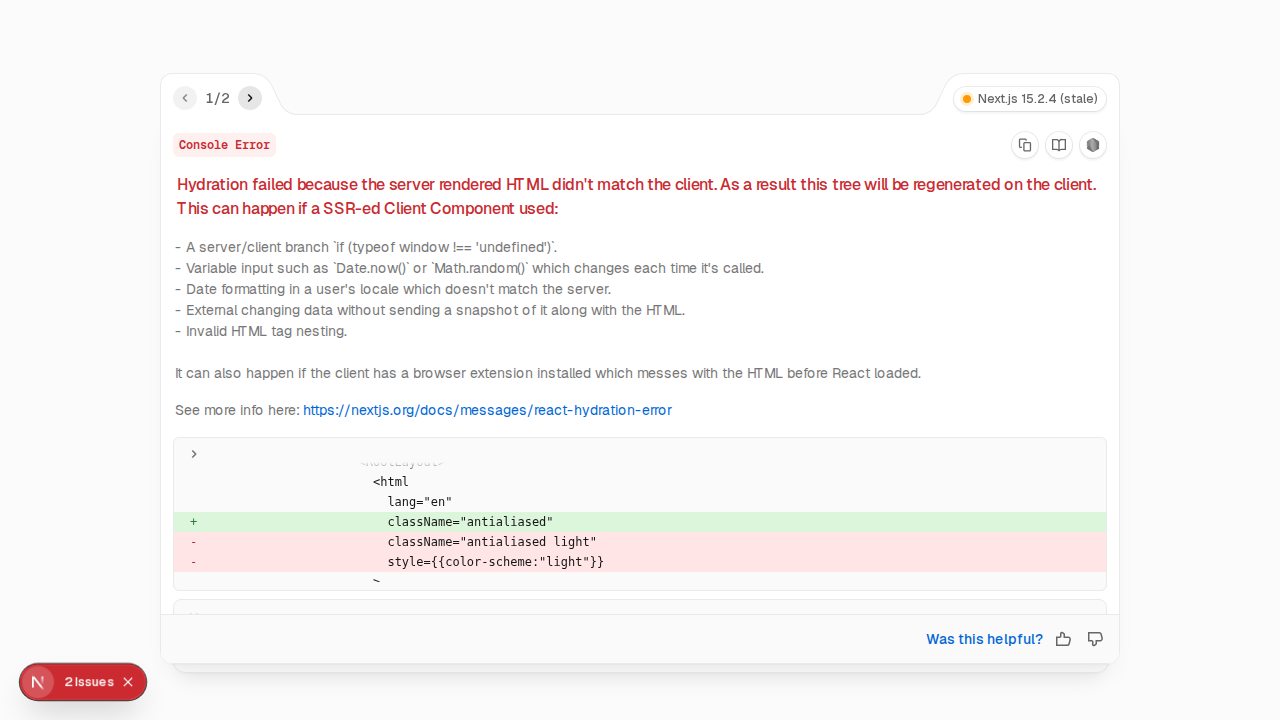 1/2
Next.js 15.2.4 (stale)
Console Error
Hydration failed because the server rendered HTML didn't match the client. As a result this tree will be regenerated on the client.
This can happen if a SSR-ed Client Component used:
- A server/client branch `if (typeof window !== 'undefined')`.
- Variable input such as `Date.now()` or `Math.random()` which changes each time it's called.
- Date formatting in a user's locale which doesn't match the server.
- External changing data without sending a snapshot of it along with the HTML.
- Invalid HTML tag nesting.
It can also happen if the client has a browser extension installed which messes with the HTML before React loaded.
See more info here: https://nextjs.org/docs/messages/react-hydration-error
<RootLayout>
<html
lang="en"
+ className="antialiased"
- className="antialiased light"
- style={{color-scheme:"light"}}
>
Was this helpful?
N 2 Issues